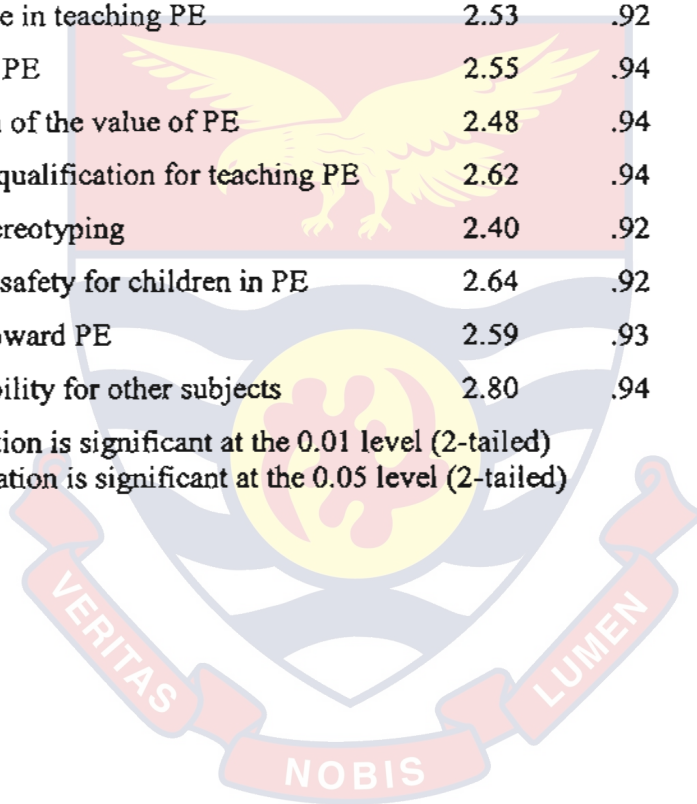 e in teaching PE 2.53 .92
PE 2.55 .94
of the value of PE 2.48 .94
qualification for teaching PE 2.62 .94
ereotyping 2.40 .92
safety for children in PE 2.64 .92
oward PE 2.59 .93
bility for other subjects 2.80 .94
tion is significant at the 0.01 level (2-tailed)
ation is significant at the 0.05 level (2-tailed)
VERITAS
NOBIS
LUMEN